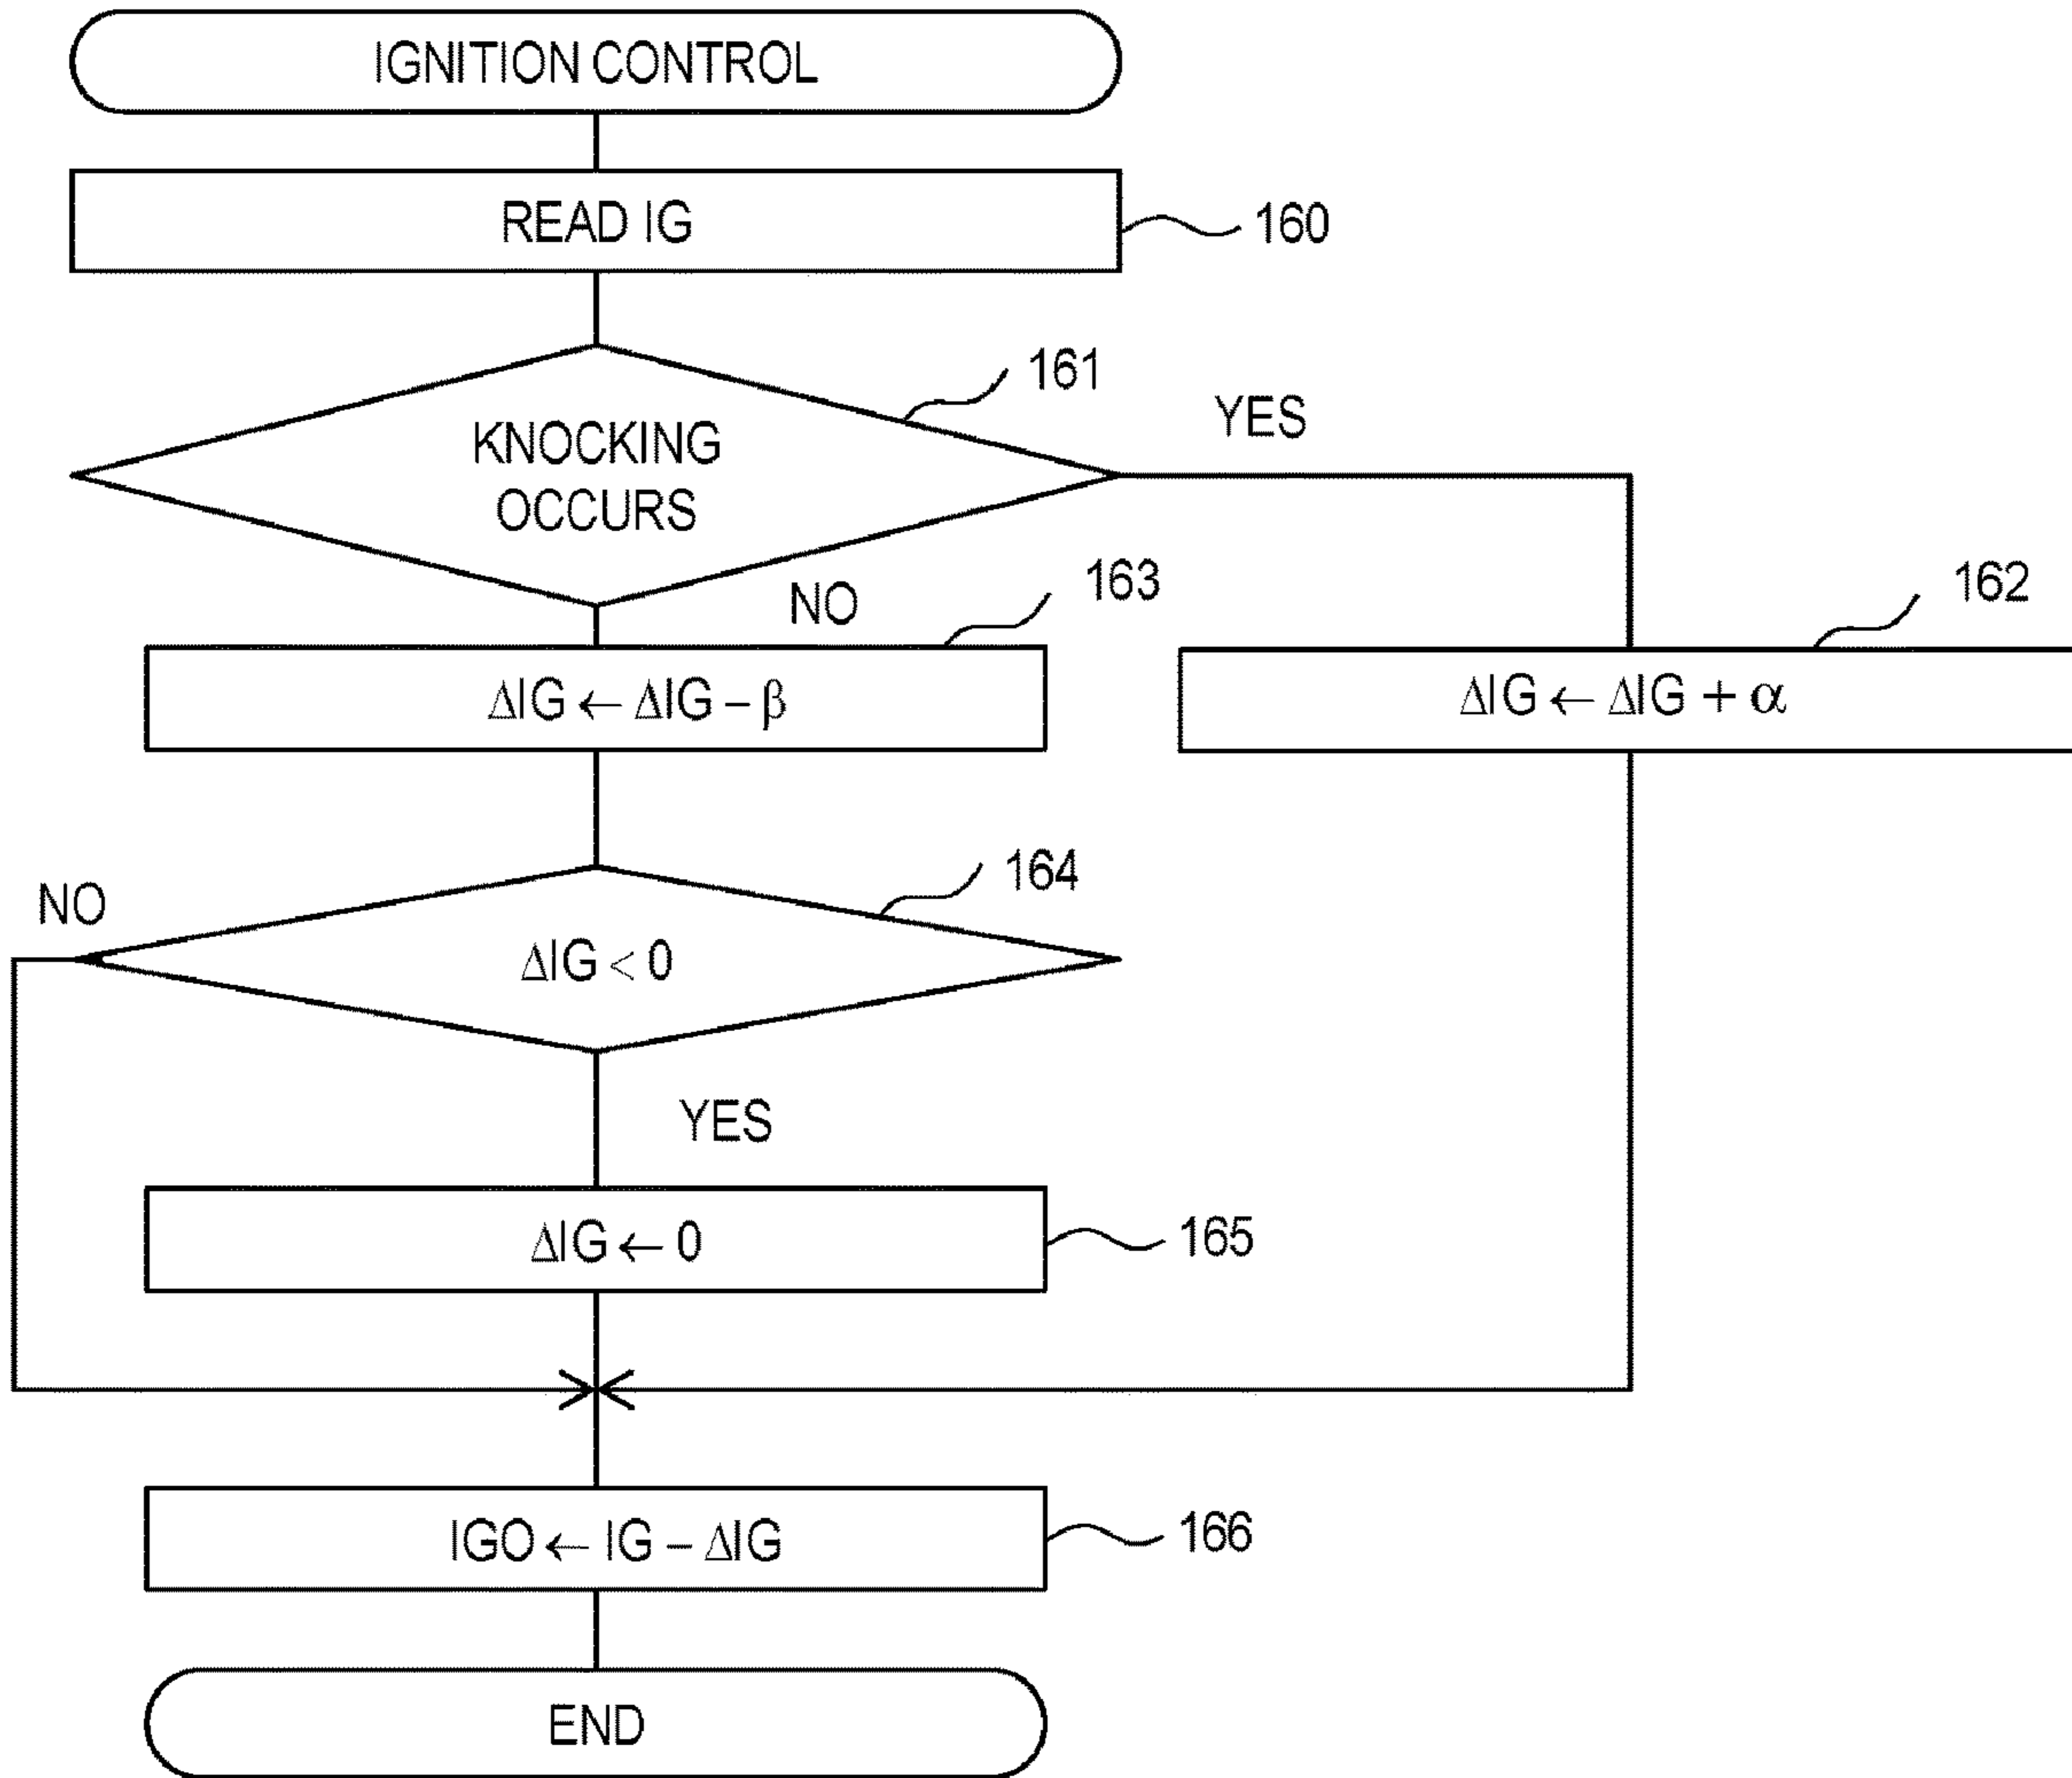 IGNITION CONTROL
READ IG
160
161
KNOCKING
OCCURS
YES
NO
163
162
ΔIG ← ΔIG – β
ΔIG ← ΔIG + α
164
NO
ΔIG < 0
YES
ΔIG ← 0
165
IGO ← IG – ΔIG
166
END